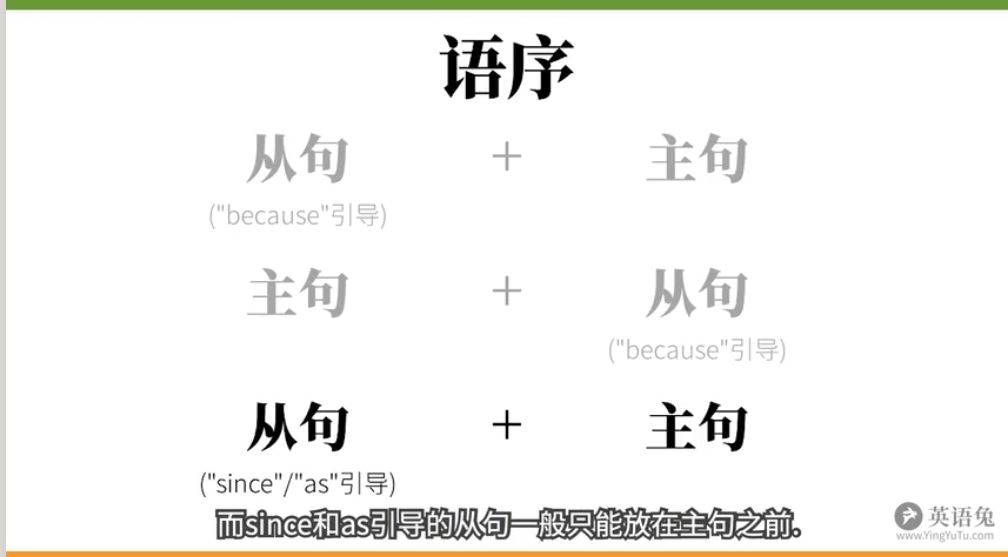 语序
从句 + 主句
("because"引导)
主句 + 从句
("because"引导)
从句 + 主句
("since"/"as"引导)
而since和as引导的从句一般只能放在主句之前.
英语兔
www.YingYuTu.com